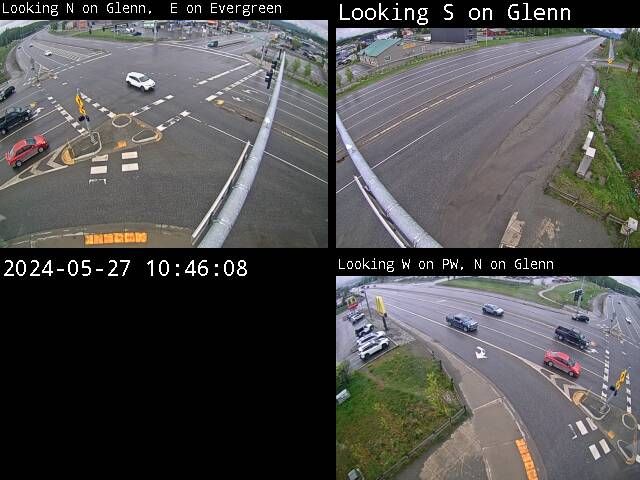 Looking N on Glenn, E on Evergreen
Looking S on Glenn
2024-05-27 10:46:08
Looking W on PW, N on Glenn